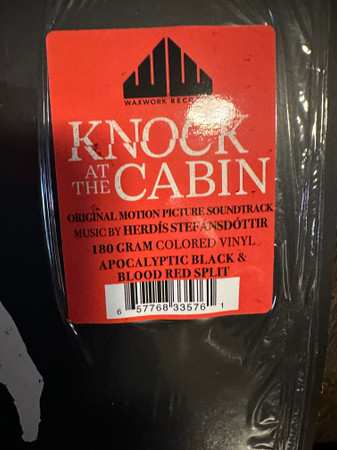 WAXWORK RECORDS
KNOCK
AT
THE CABIN
ORIGINAL MOTION PICTURE SOUNDTRACK
MUSIC BY HERDÍS STEFÁNSDÓTTIR
180 GRAM COLORED VINYL
APOCALYPTIC BLACK &
BLOOD RED SPLIT
6 57768 33576 1